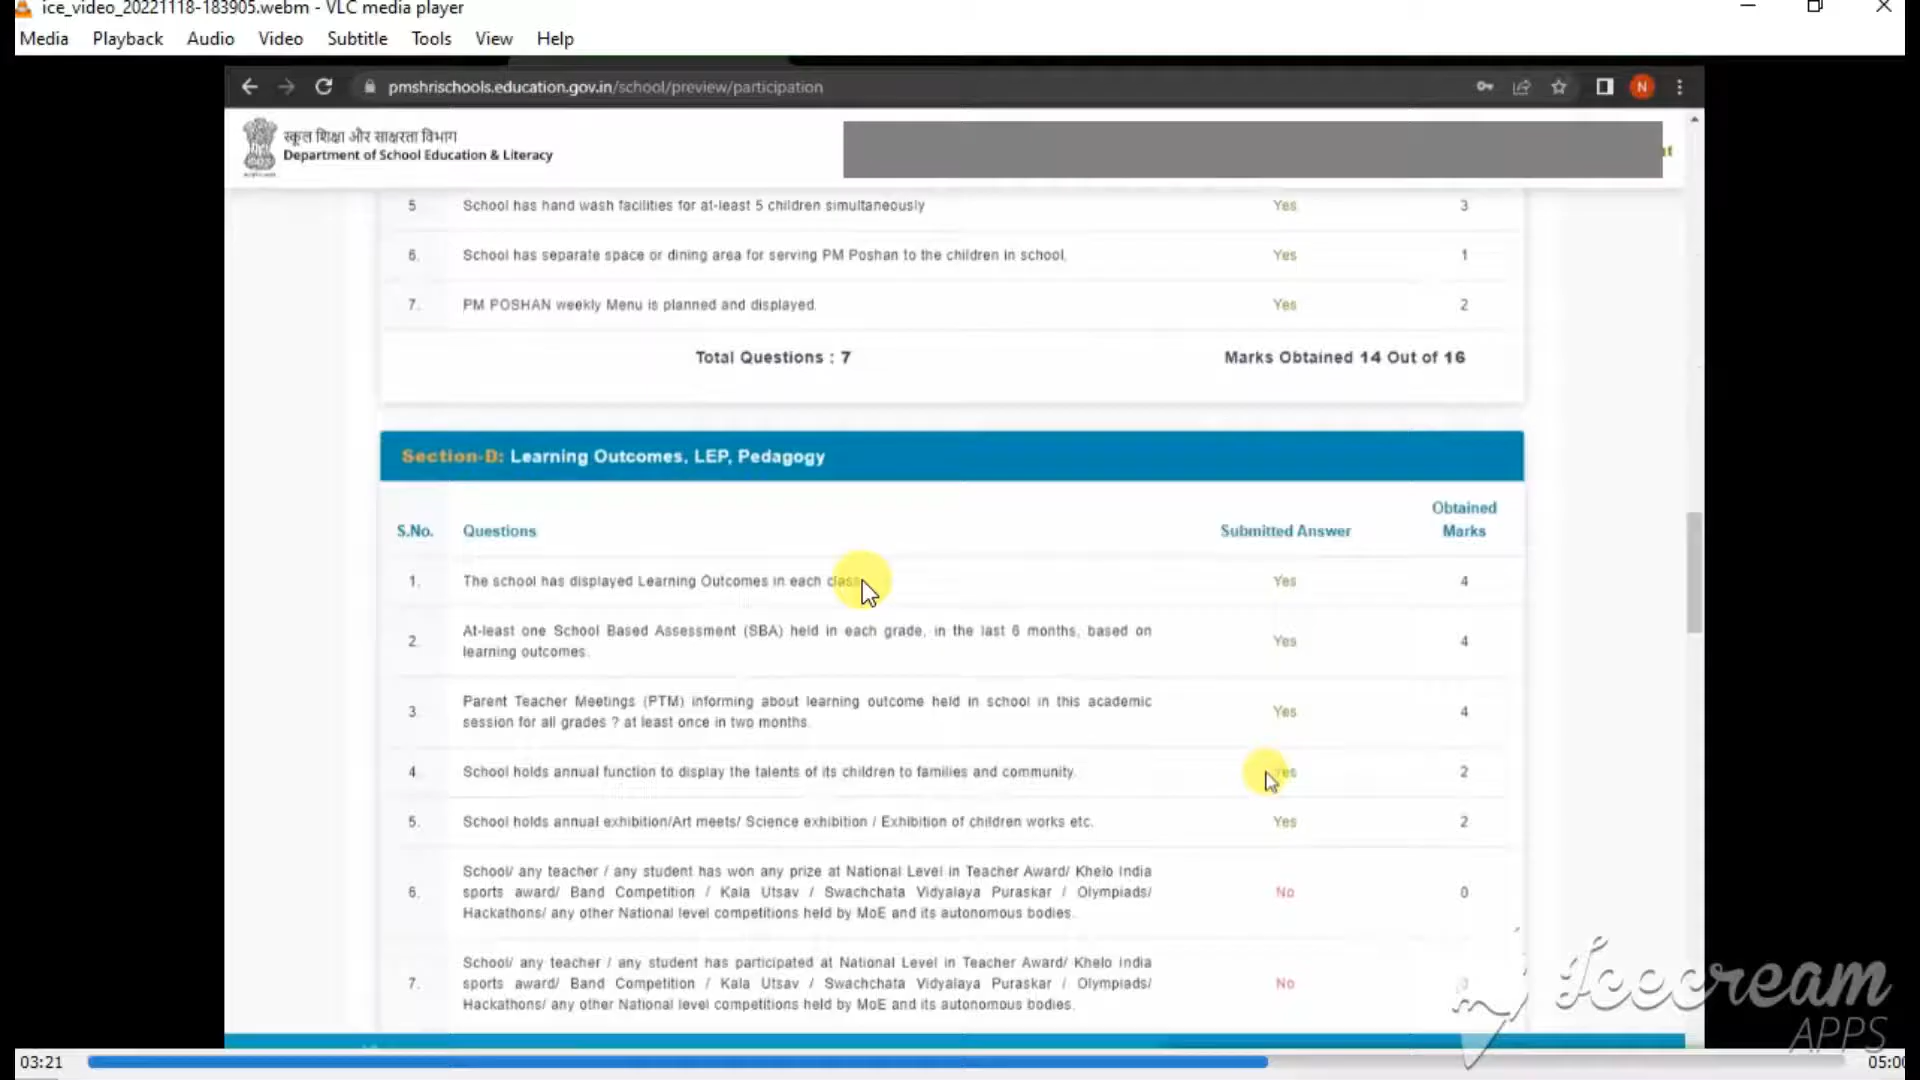 ice_video_20221118-183905.webm - VLC media player
Media Playback Audio Video Subtitle Tools View Help
pmshrischools.education.gov.in/school/preview/participation
N
स्कूल शिक्षा और साक्षरता विभाग
Department of School Education & Literacy
5 School has hand wash facilities for at-least 5 children simultaneously Yes 3
6. School has separate space or dining area for serving PM Poshan to the children in school. Yes 1
7. PM POSHAN weekly Menu is planned and displayed. Yes 2
Total Questions : 7 Marks Obtained 14 Out of 16
Section-D: Learning Outcomes, LEP, Pedagogy
S.No. Questions Submitted Answer Obtained Marks
1. The school has displayed Learning Outcomes in each class Yes 4
2. At-least one School Based Assessment (SBA) held in each grade, in the last 6 months, based on
learning outcomes. Yes 4
3. Parent Teacher Meetings (PTM) informing about learning outcome held in school in this academic
session for all grades ? at least once in two months. Yes 4
4. School holds annual function to display the talents of its children to families and community. Yes 2
5. School holds annual exhibition/Art meets/ Science exhibition / Exhibition of children works etc. Yes 2
6. School/ any teacher / any student has won any prize at National Level in Teacher Award/ Khelo India
sports award/ Band Competition / Kala Utsav / Swachchata Vidyalaya Puraskar / Olympiads/
Hackathons/ any other National level competitions held by MoE and its autonomous bodies. No 0
7. School/ any teacher / any student has participated at National Level in Teacher Award/ Khelo India
sports award/ Band Competition / Kala Utsav / Swachchata Vidyalaya Puraskar / Olympiads/
Hackathons/ any other National level competitions held by MoE and its autonomous bodies. No
Icecream
APPS
03:21 05:00